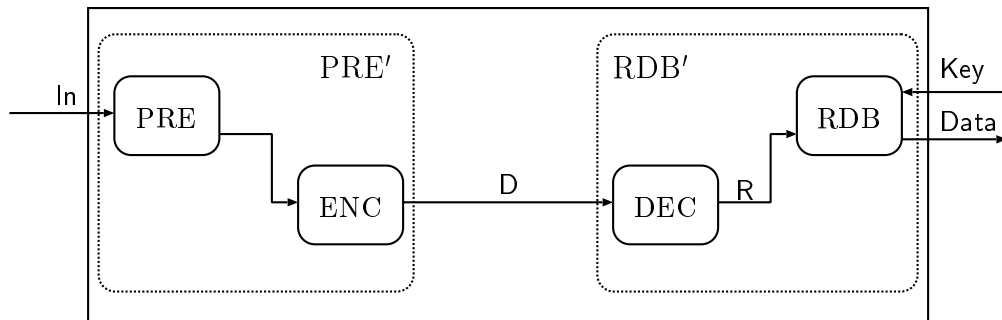 PRE′
RDB′
In
PRE
RDB
Key
Data
ENC
D
DEC
R